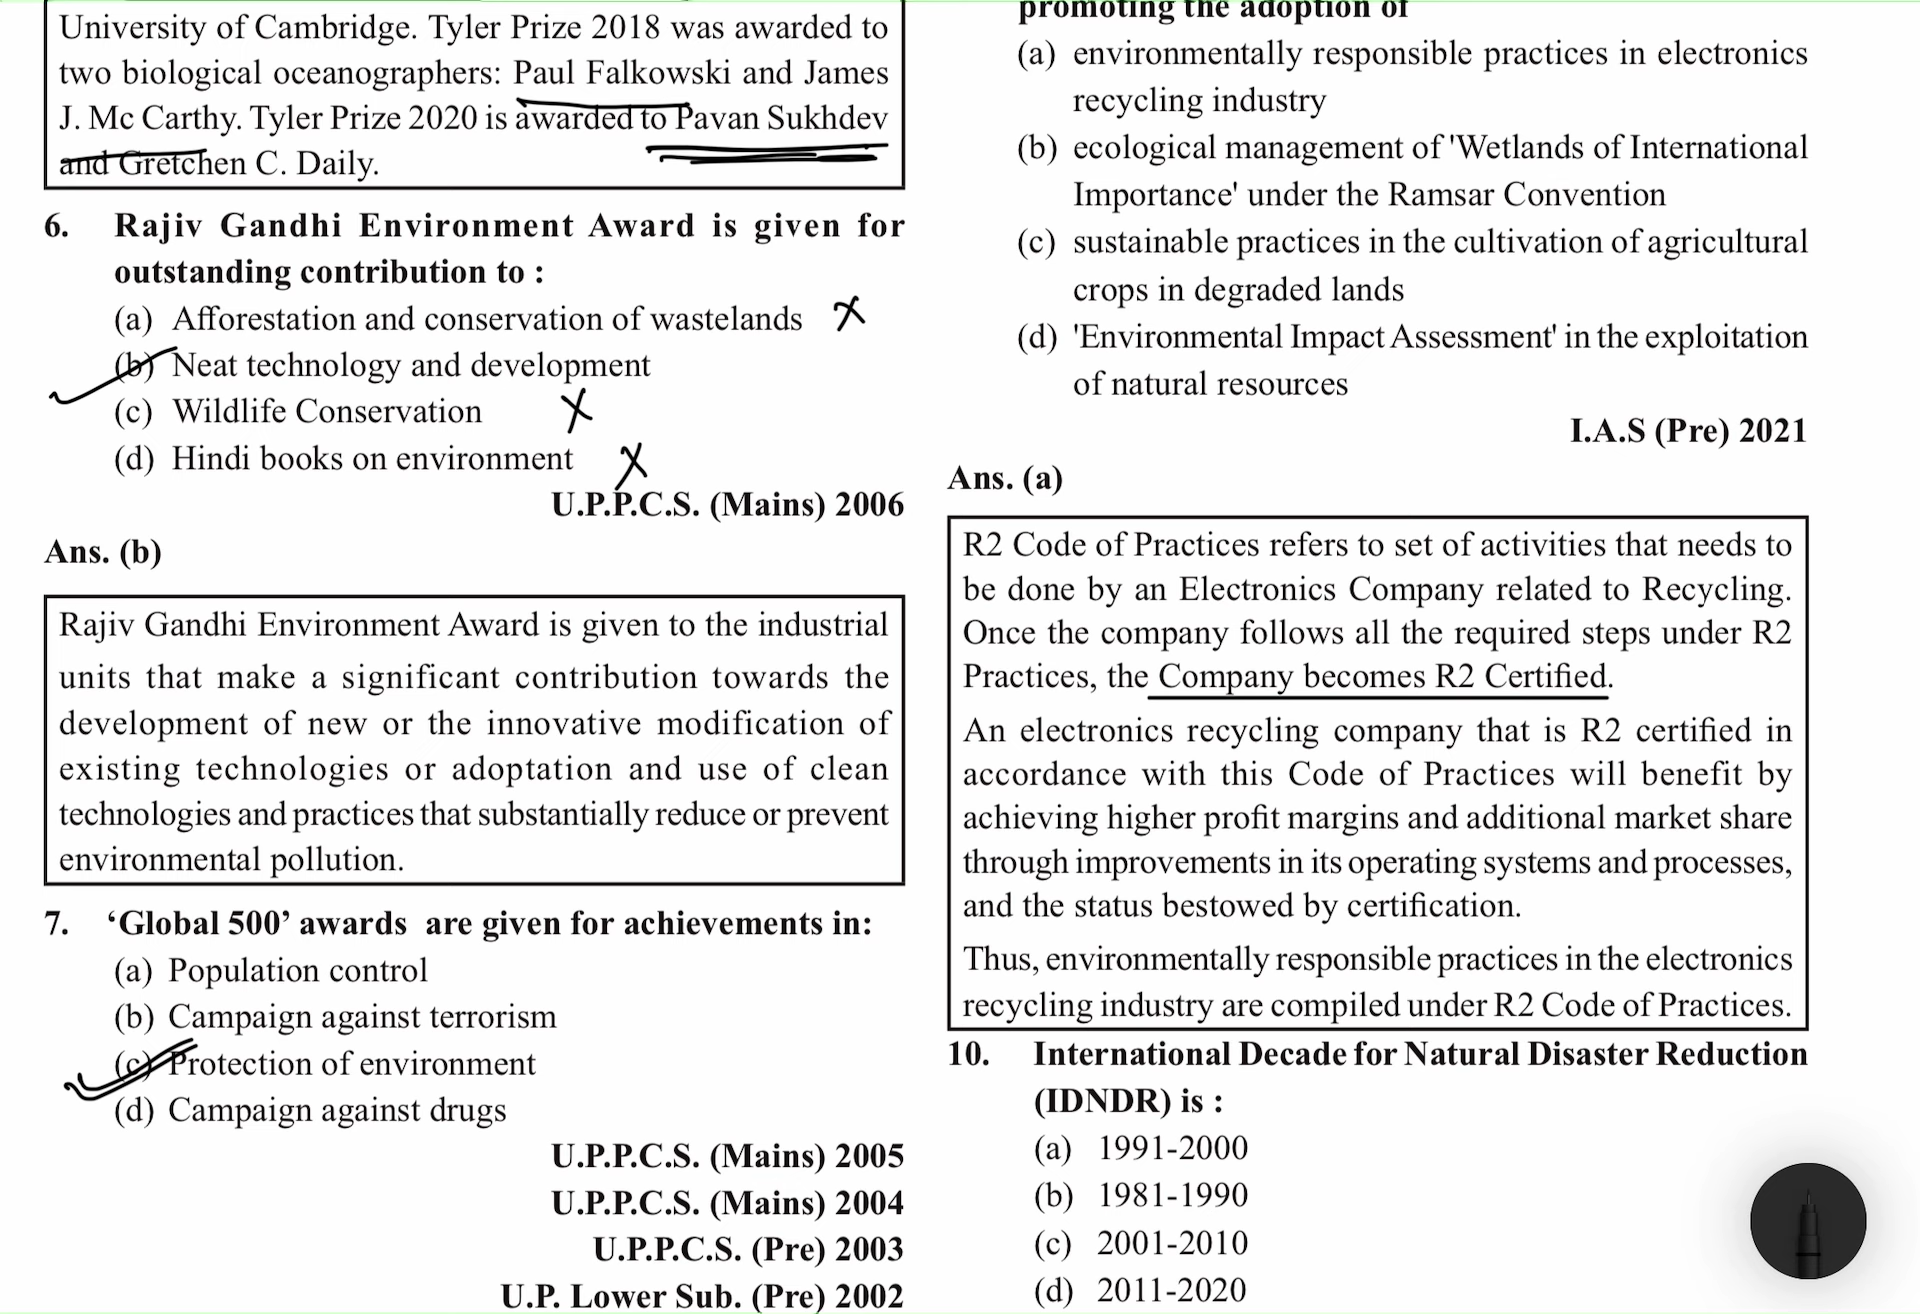 University of Cambridge. Tyler Prize 2018 was awarded to
two biological oceanographers: Paul Falkowski and James
J. Mc Carthy. Tyler Prize 2020 is awarded to Pavan Sukhdev
and Gretchen C. Daily.
6. Rajiv Gandhi Environment Award is given for
outstanding contribution to :
(a) Afforestation and conservation of wastelands
(b) Neat technology and development
(c) Wildlife Conservation
(d) Hindi books on environment
U.P.P.C.S. (Mains) 2006
Ans. (b)
Rajiv Gandhi Environment Award is given to the industrial
units that make a significant contribution towards the
development of new or the innovative modification of
existing technologies or adoptation and use of clean
technologies and practices that substantially reduce or prevent
environmental pollution.
7. ‘Global 500’ awards are given for achievements in:
(a) Population control
(b) Campaign against terrorism
(c) Protection of environment
(d) Campaign against drugs
U.P.P.C.S. (Mains) 2005
U.P.P.C.S. (Mains) 2004
U.P.P.C.S. (Pre) 2003
U.P. Lower Sub. (Pre) 2002
promoting the adoption of
(a) environmentally responsible practices in electronics
recycling industry
(b) ecological management of 'Wetlands of International
Importance' under the Ramsar Convention
(c) sustainable practices in the cultivation of agricultural
crops in degraded lands
(d) 'Environmental Impact Assessment' in the exploitation
of natural resources
I.A.S (Pre) 2021
Ans. (a)
R2 Code of Practices refers to set of activities that needs to
be done by an Electronics Company related to Recycling.
Once the company follows all the required steps under R2
Practices, the Company becomes R2 Certified.
An electronics recycling company that is R2 certified in
accordance with this Code of Practices will benefit by
achieving higher profit margins and additional market share
through improvements in its operating systems and processes,
and the status bestowed by certification.
Thus, environmentally responsible practices in the electronics
recycling industry are compiled under R2 Code of Practices.
10. International Decade for Natural Disaster Reduction
(IDNDR) is :
(a) 1991-2000
(b) 1981-1990
(c) 2001-2010
(d) 2011-2020